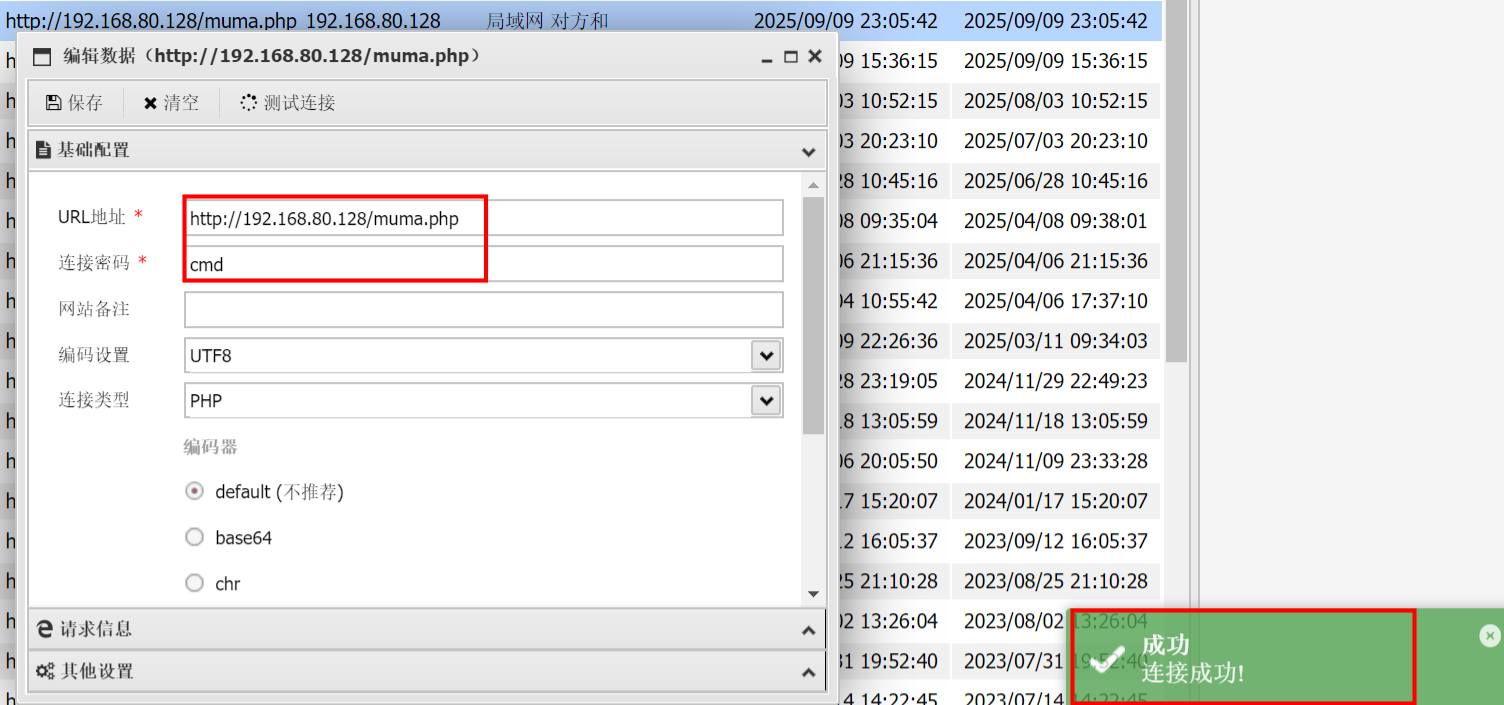 http://192.168.80.128/muma.php 192.168.80.128 局域网 对方和 2025/09/09 23:05:42 2025/09/09 23:05:42
编辑数据（http://192.168.80.128/muma.php）
保存 清空 测试连接
基础配置
URL地址 * http://192.168.80.128/muma.php
连接密码 * cmd
网站备注
编码设置 UTF8
连接类型 PHP
编码器
default (不推荐)
base64
chr
请求信息
其他设置
09 15:36:15 2025/09/09 15:36:15
03 10:52:15 2025/08/03 10:52:15
03 20:23:10 2025/07/03 20:23:10
28 10:45:16 2025/06/28 10:45:16
08 09:35:04 2025/04/08 09:38:01
06 21:15:36 2025/04/06 21:15:36
04 10:55:42 2025/04/06 17:37:10
09 22:26:36 2025/03/11 09:34:03
28 23:19:05 2024/11/29 22:49:23
18 13:05:59 2024/11/18 13:05:59
06 20:05:50 2024/11/09 23:33:28
17 15:20:07 2024/01/17 15:20:07
12 16:05:37 2023/09/12 16:05:37
25 21:10:28 2023/08/25 21:10:28
02 13:26:04 2023/08/02 13:26:04
31 19:52:40 2023/07/31 19:52:40
14:22:45 2023/07/14 14:22:45
成功
连接成功!